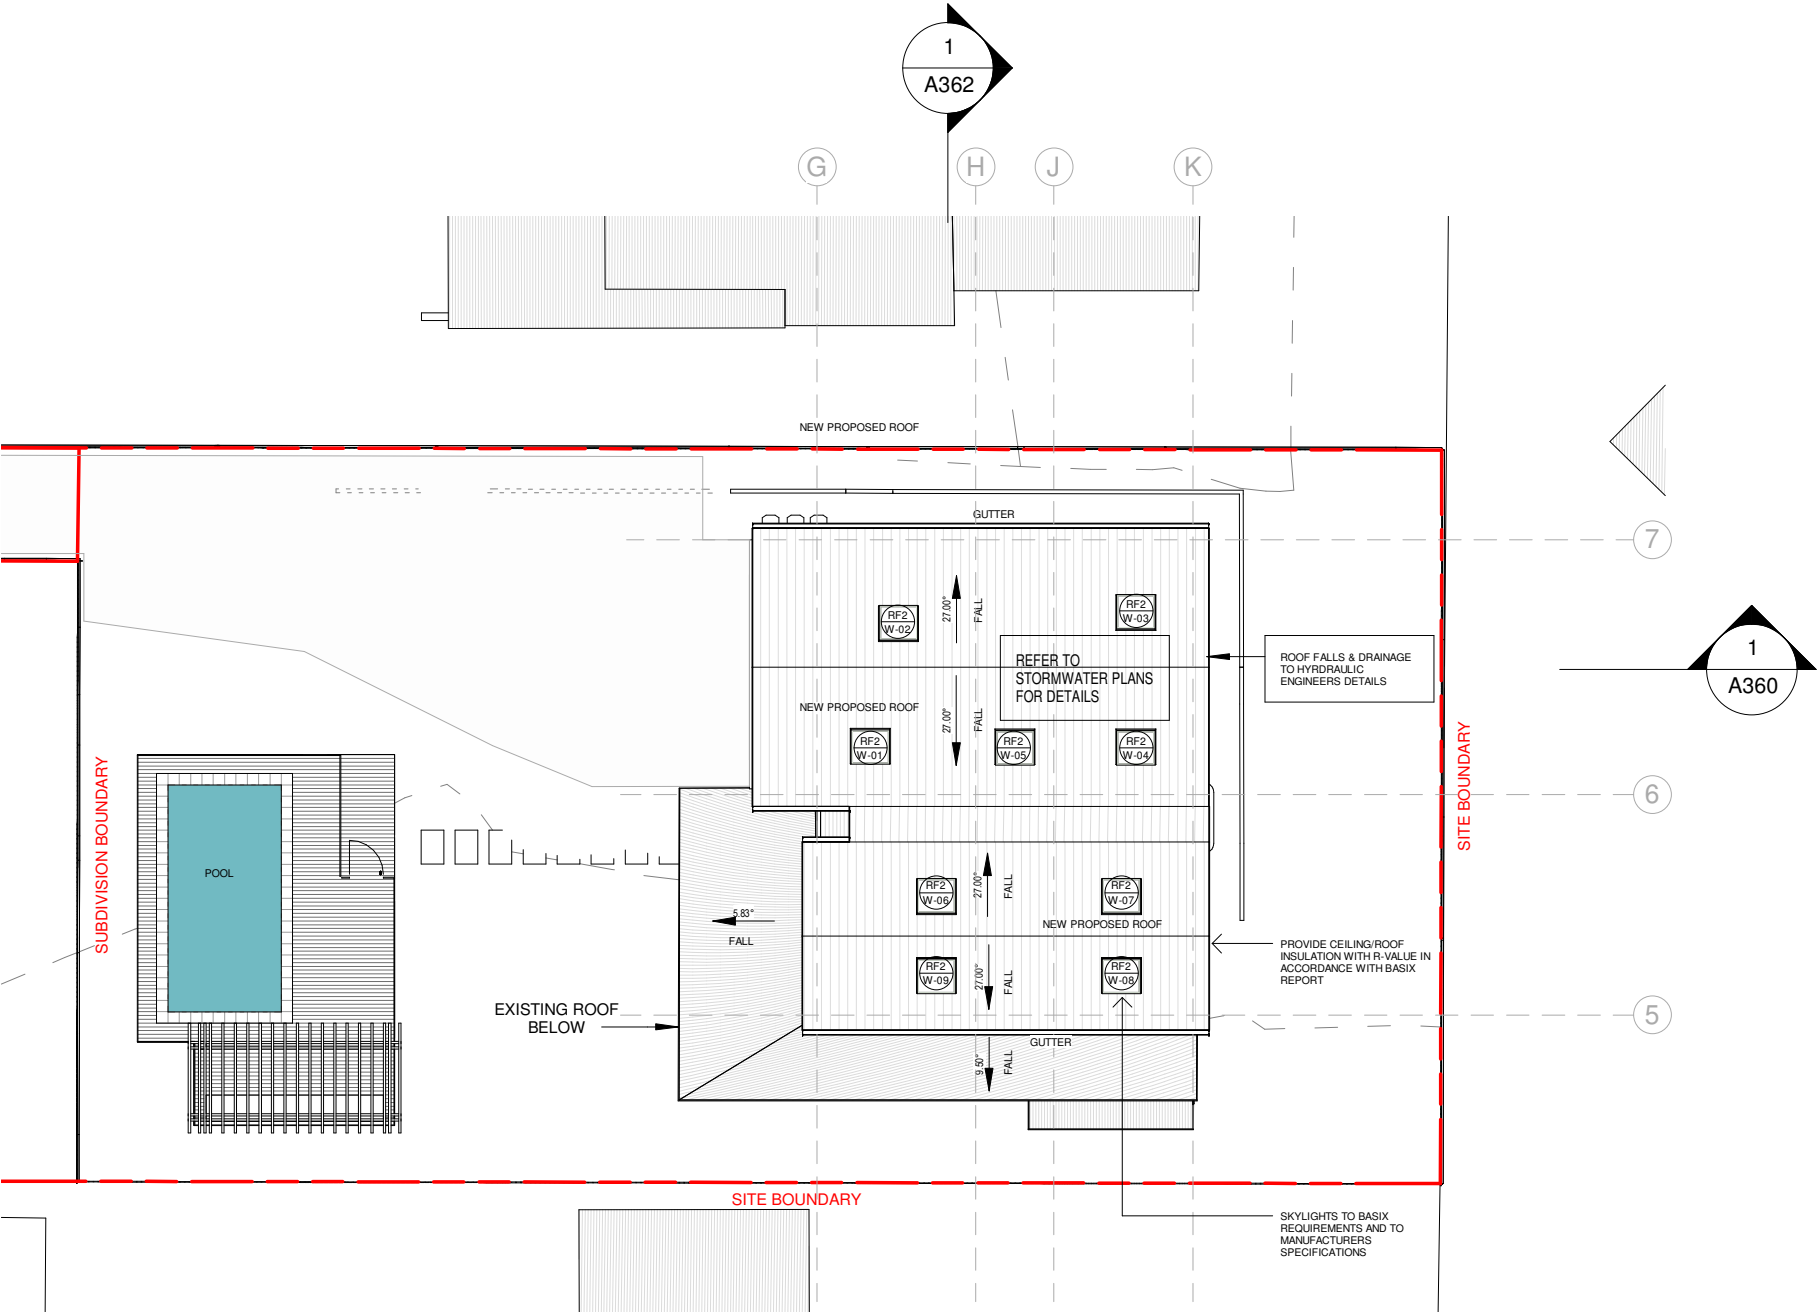 1
A362
G
H
J
K
NEW PROPOSED ROOF
GUTTER
7
RF2
W-02
27.00°
FALL
RF2
W-03
REFER TO
STORMWATER PLANS
FOR DETAILS
ROOF FALLS & DRAINAGE
TO HYRDRAULIC
ENGINEERS DETAILS
1
A360
NEW PROPOSED ROOF
27.00°
FALL
RF2
W-01
RF2
W-05
RF2
W-04
SITE BOUNDARY
6
SUBDIVISION BOUNDARY
POOL
RF2
W-06
27.00°
FALL
RF2
W-07
NEW PROPOSED ROOF
5.83°
FALL
PROVIDE CEILING/ROOF
INSULATION WITH R-VALUE IN
ACCORDANCE WITH BASIX
REPORT
RF2
W-09
27.00°
FALL
RF2
W-08
EXISTING ROOF
BELOW
5
GUTTER
9.50°
FALL
SITE BOUNDARY
SKYLIGHTS TO BASIX
REQUIREMENTS AND TO
MANUFACTURERS
SPECIFICATIONS